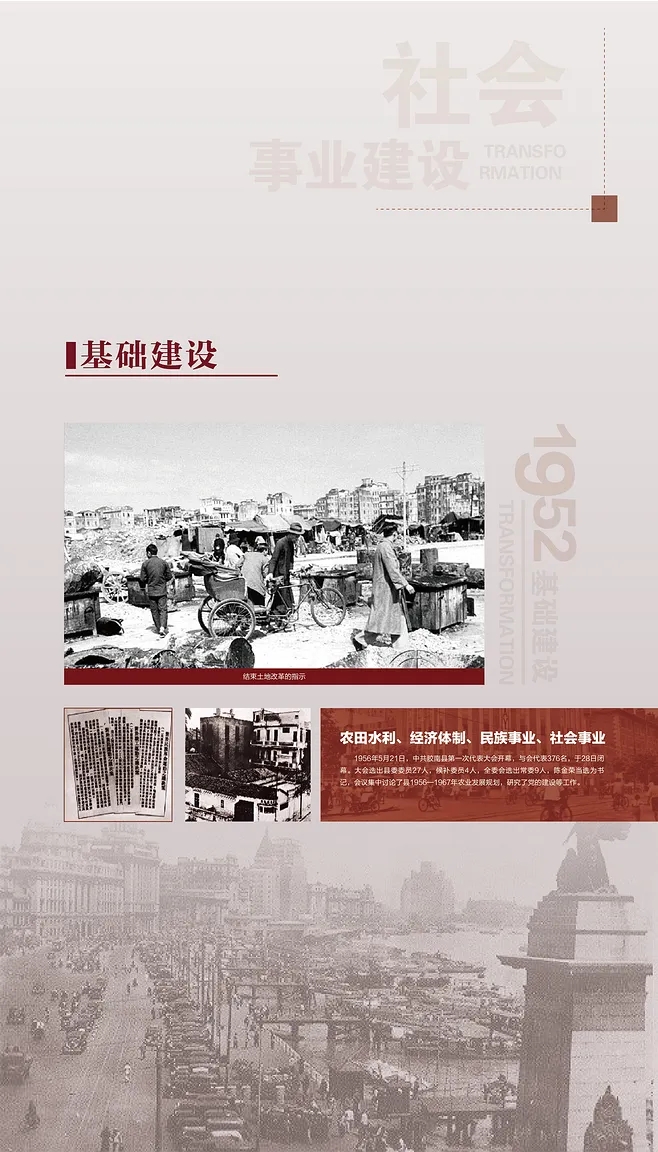 社会
事业建设
TRANSFO
RMATION
基础建设
1952
基础建设
TRANSFORMATION
结束土地改革的指示
农田水利、经济体制、民族事业、社会事业
1956年5月21日，中共胶南县第一次代表大会开幕，与会代表376名，于28日闭
幕。大会选出县委委员27人，候补委员4人，全委会选出常委9人，陈金荣当选为书
记，会议集中讨论了县1956—1967年农业发展规划，研究了党的建设等工作。